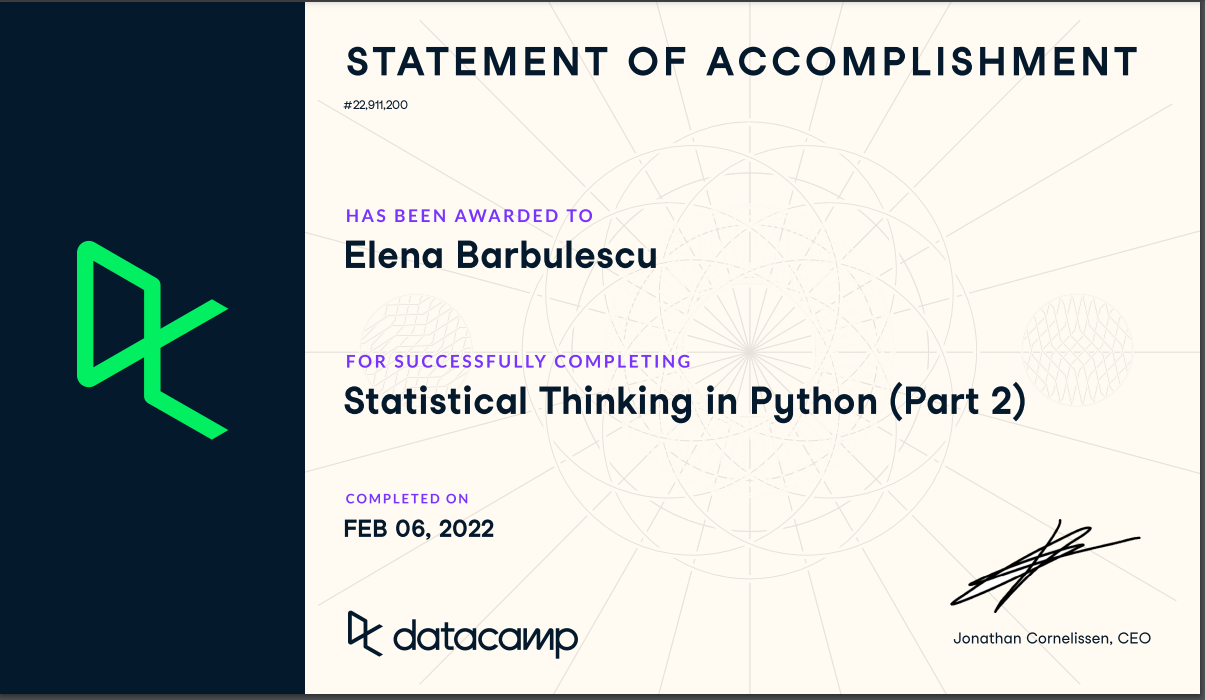 STATEMENT OF ACCOMPLISHMENT
#22,911,200
HAS BEEN AWARDED TO
Elena Barbulescu
FOR SUCCESSFULLY COMPLETING
Statistical Thinking in Python (Part 2)
COMPLETED ON
FEB 06, 2022
datacamp
Jonathan Cornelissen, CEO